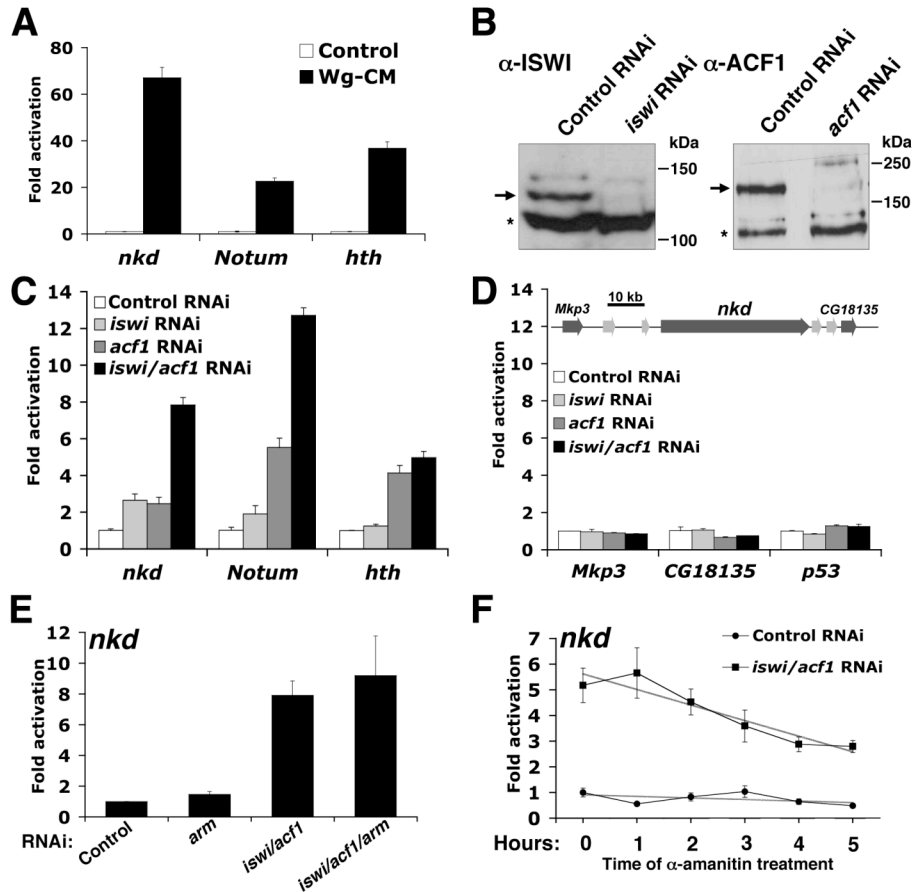 A
Fold activation
80
60
40
20
0
Control
Wg-CM
nkd Notum hth
B
α-ISWI
Control RNAi
iswi RNAi
kDa
150
100
*
α-ACF1
Control RNAi
acf1 RNAi
kDa
250
150
*
C
Fold activation
14
12
10
8
6
4
2
0
Control RNAi
iswi RNAi
acf1 RNAi
iswi/acf1 RNAi
nkd Notum hth
D
Fold activation
14
12
10
8
6
4
2
0
Mkp3 10 kb nkd CG18135
Control RNAi
iswi RNAi
acf1 RNAi
iswi/acf1 RNAi
Mkp3 CG18135 p53
E
nkd
Fold activation
12
10
8
6
4
2
0
RNAi:
Control
arm
iswi/acf1
iswi/acf1/arm
F
nkd
Fold activation
7
6
5
4
3
2
1
0
Control RNAi
iswi/acf1 RNAi
Hours: 0 1 2 3 4 5
Time of α-amanitin treatment